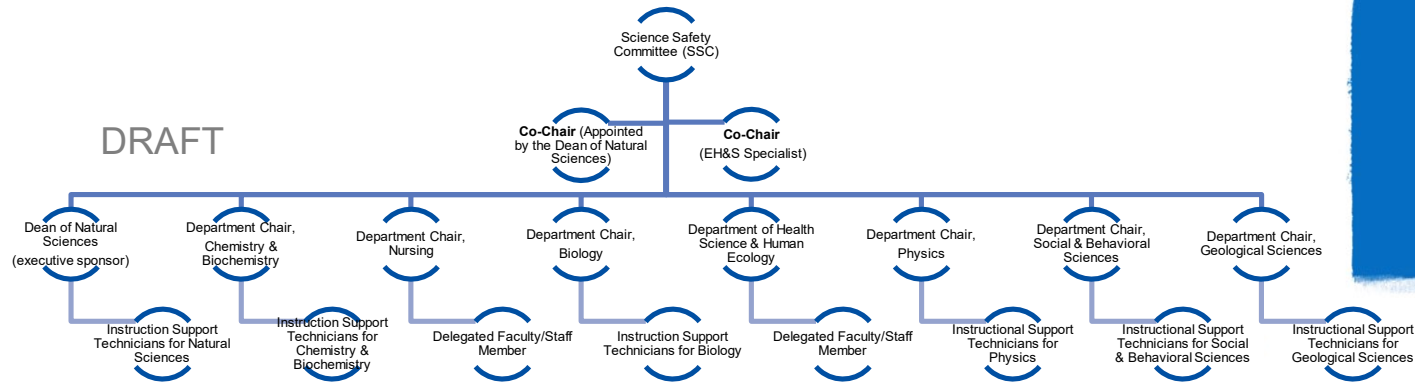 Science Safety
Committee (SSC)
DRAFT
Co-Chair (Appointed
by the Dean of Natural
Sciences)
Co-Chair
(EH&S Specialist)
Dean of Natural
Sciences
(executive sponsor)
Department Chair,
Chemistry &
Biochemistry
Department Chair,
Nursing
Department Chair,
Biology
Department of Health
Science & Human
Ecology
Department Chair,
Physics
Department Chair,
Social & Behavioral
Sciences
Department Chair,
Geological Sciences
Instruction Support
Technicians for Natural
Sciences
Instruction Support
Technicians for
Chemistry &
Biochemistry
Delegated Faculty/Staff
Member
Instruction Support
Technicians for Biology
Delegated Faculty/Staff
Member
Instructional Support
Technicians for
Physics
Instructional Support
Technicians for Social
& Behavioral Sciences
Instructional Support
Technicians for
Geological Sciences